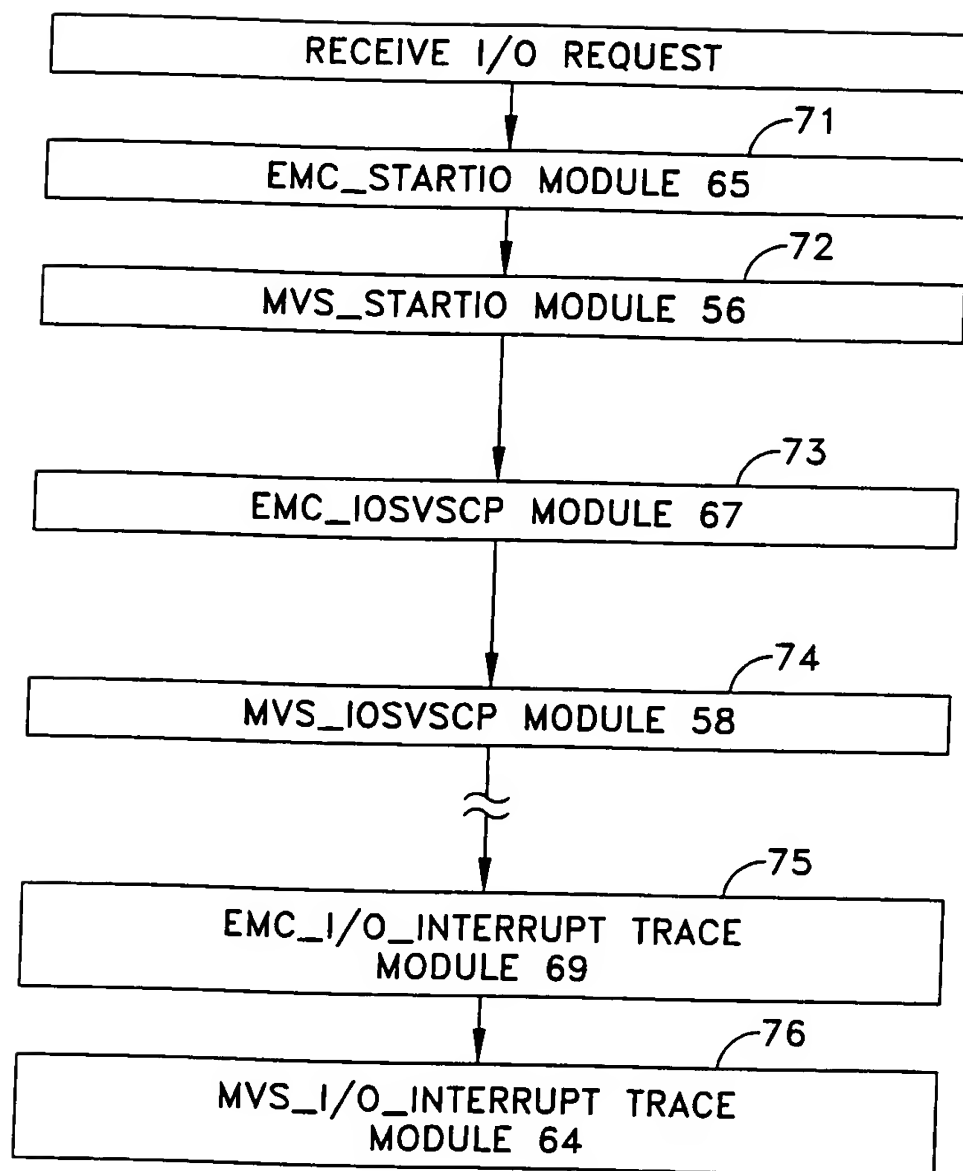 RECEIVE I/O REQUEST
71
EMC_STARTIO MODULE 65
72
MVS_STARTIO MODULE 56
73
EMC_IOSVSCP MODULE 67
74
MVS_IOSVSCP MODULE 58
75
EMC_I/O_INTERRUPT TRACE
MODULE 69
76
MVS_I/O_INTERRUPT TRACE
MODULE 64